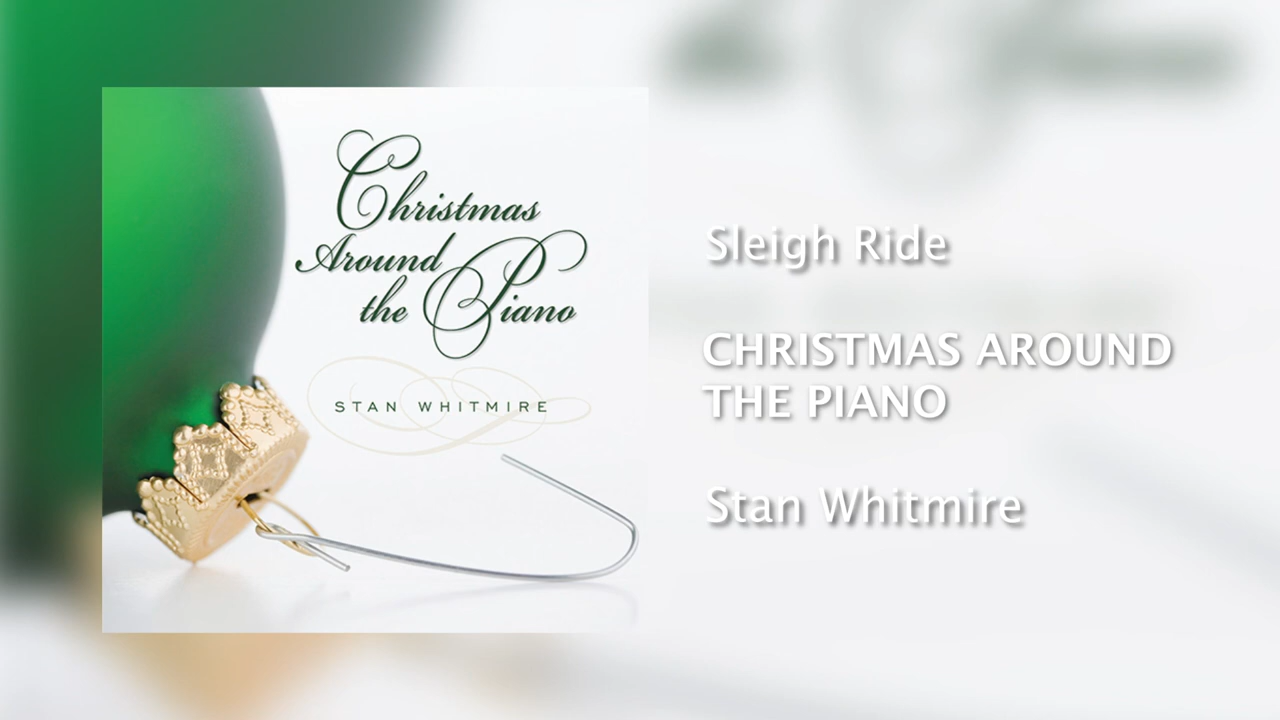 Christmas
Around
the Piano
STAN WHITMIRE
Sleigh Ride
CHRISTMAS AROUND
THE PIANO
Stan Whitmire